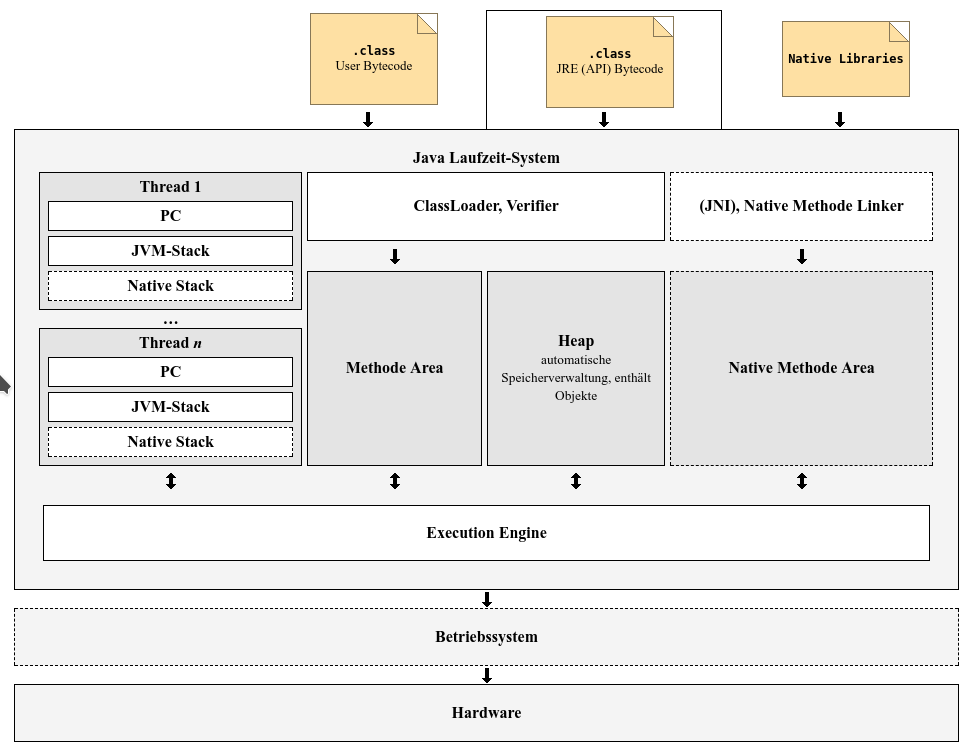 .class
User Bytecode
.class
JRE (API) Bytecode
Native Libraries
Java Laufzeit-System
Thread 1
PC
JVM-Stack
Native Stack
...
Thread n
PC
JVM-Stack
Native Stack
ClassLoader, Verifier
(JNI), Native Methode Linker
Methode Area
Heap
automatische
Speicherverwaltung, enthält
Objekte
Native Methode Area
Execution Engine
Betriebssystem
Hardware